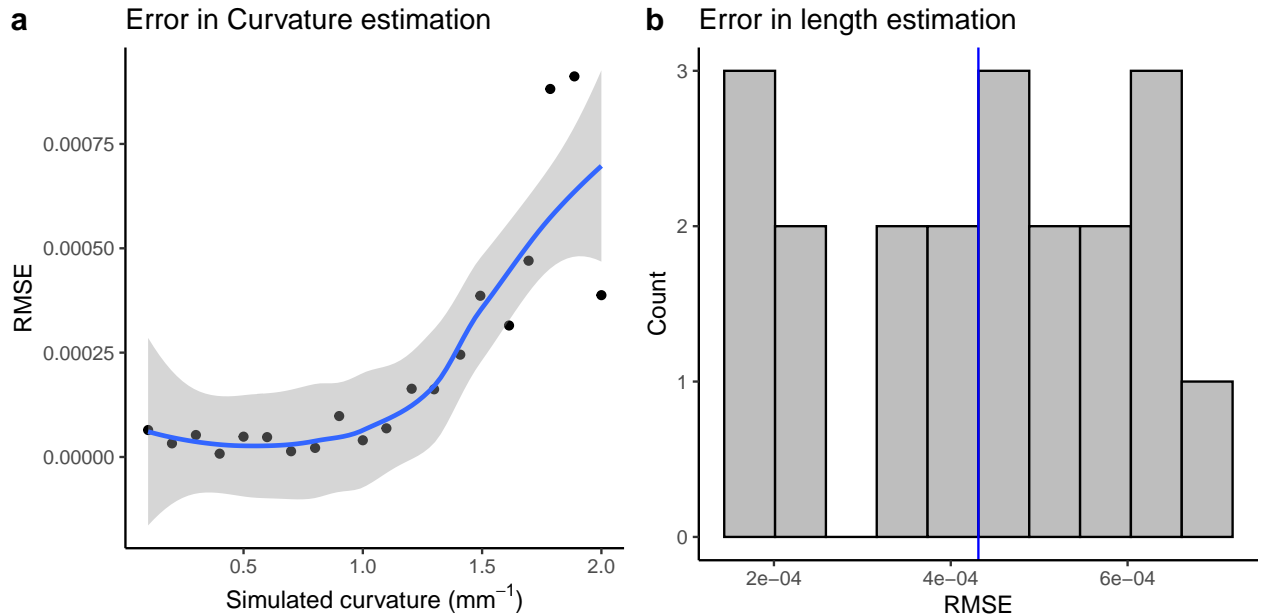 a
Error in Curvature estimation
RMSE
0.00075
0.00050
0.00025
0.00000
0.5
1.0
1.5
2.0
Simulated curvature (mm⁻¹)
b
Error in length estimation
Count
3
2
1
0
2e−04
4e−04
6e−04
RMSE